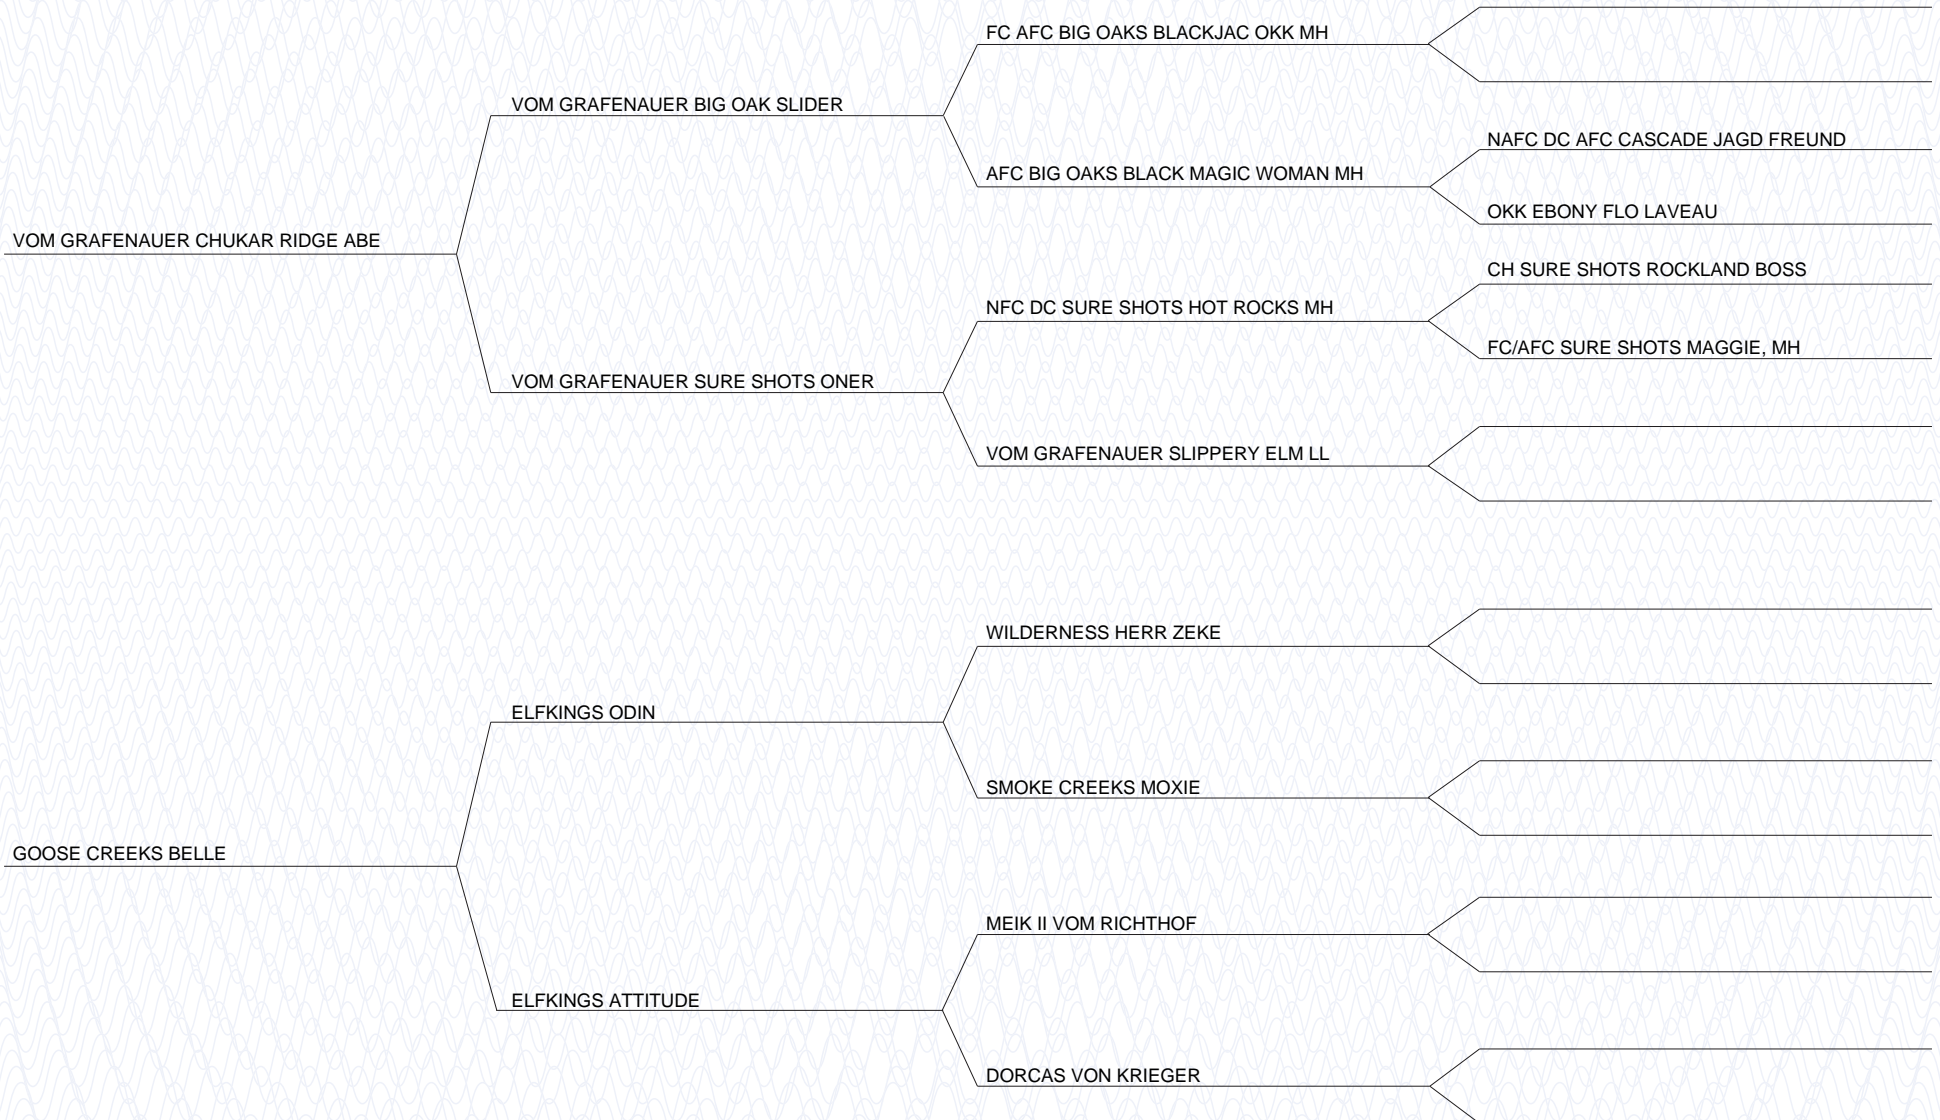 FC AFC BIG OAKS BLACKJAC OKK MH
VOM GRAFENAUER BIG OAK SLIDER
NAFC DC AFC CASCADE JAGD FREUND
AFC BIG OAKS BLACK MAGIC WOMAN MH
OKK EBONY FLO LAVEAU
VOM GRAFENAUER CHUKAR RIDGE ABE
CH SURE SHOTS ROCKLAND BOSS
NFC DC SURE SHOTS HOT ROCKS MH
FC/AFC SURE SHOTS MAGGIE, MH
VOM GRAFENAUER SURE SHOTS ONER
VOM GRAFENAUER SLIPPERY ELM LL
WILDERNESS HERR ZEKE
ELFKINGS ODIN
SMOKE CREEKS MOXIE
GOOSE CREEKS BELLE
MEIK II VOM RICHTHOF
ELFKINGS ATTITUDE
DORCAS VON KRIEGER